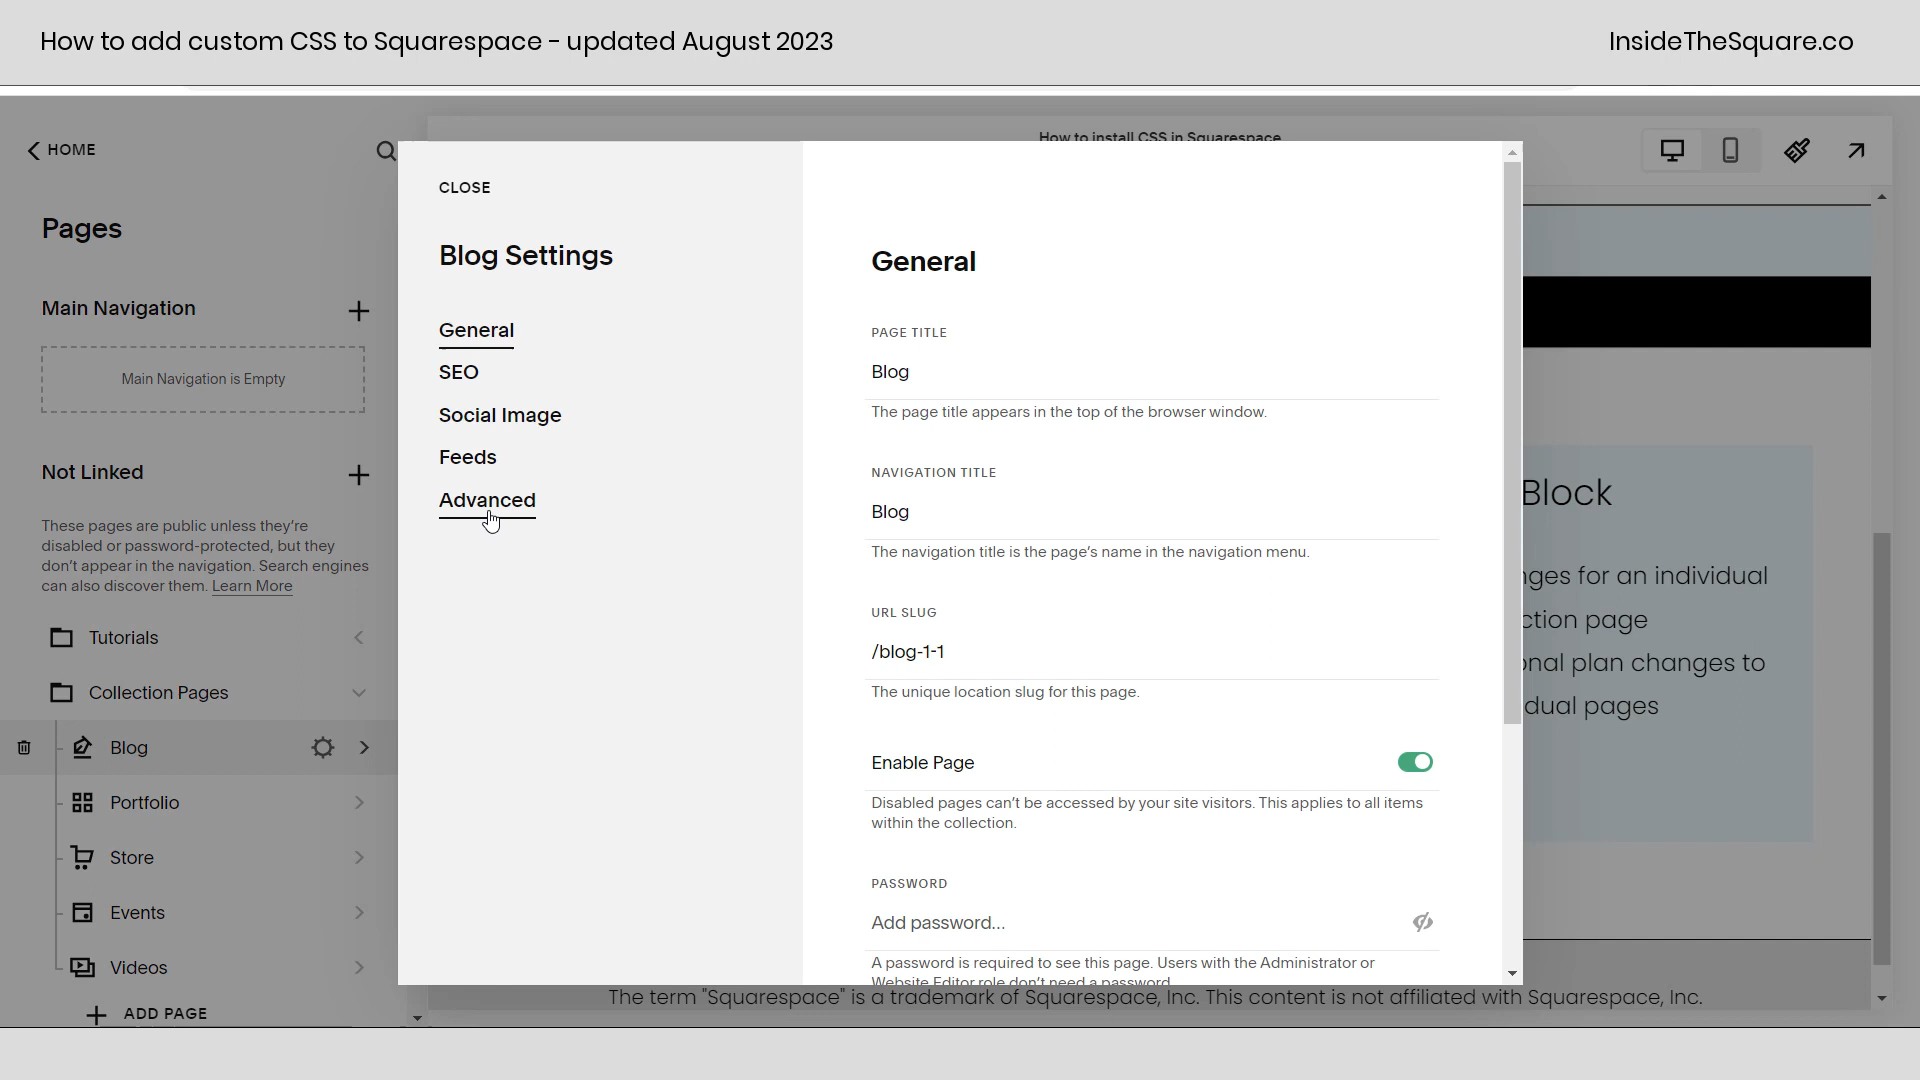 How to add custom CSS to Squarespace - updated August 2023
InsideTheSquare.co
HOME
How to install CSS in Squarespace
Pages
Main Navigation
Main Navigation is Empty
Not Linked
These pages are public unless they're
disabled or password-protected, but they
don't appear in the navigation. Search engines
can also discover them. Learn More
Tutorials
Collection Pages
Blog
Portfolio
Store
Events
Videos
ADD PAGE
CLOSE
Blog Settings
General
SEO
Social Image
Feeds
Advanced
General
PAGE TITLE
Blog
The page title appears in the top of the browser window.
NAVIGATION TITLE
Blog
The navigation title is the page's name in the navigation menu.
URL SLUG
/blog-1-1
The unique location slug for this page.
Enable Page
Disabled pages can't be accessed by your site visitors. This applies to all items
within the collection.
PASSWORD
Add password...
A password is required to see this page. Users with the Administrator or
Website Editor role don't need a password.
Block
for an individual
page
plan changes to
pages
The term "Squarespace" is a trademark of Squarespace, Inc. This content is not affiliated with Squarespace, Inc.